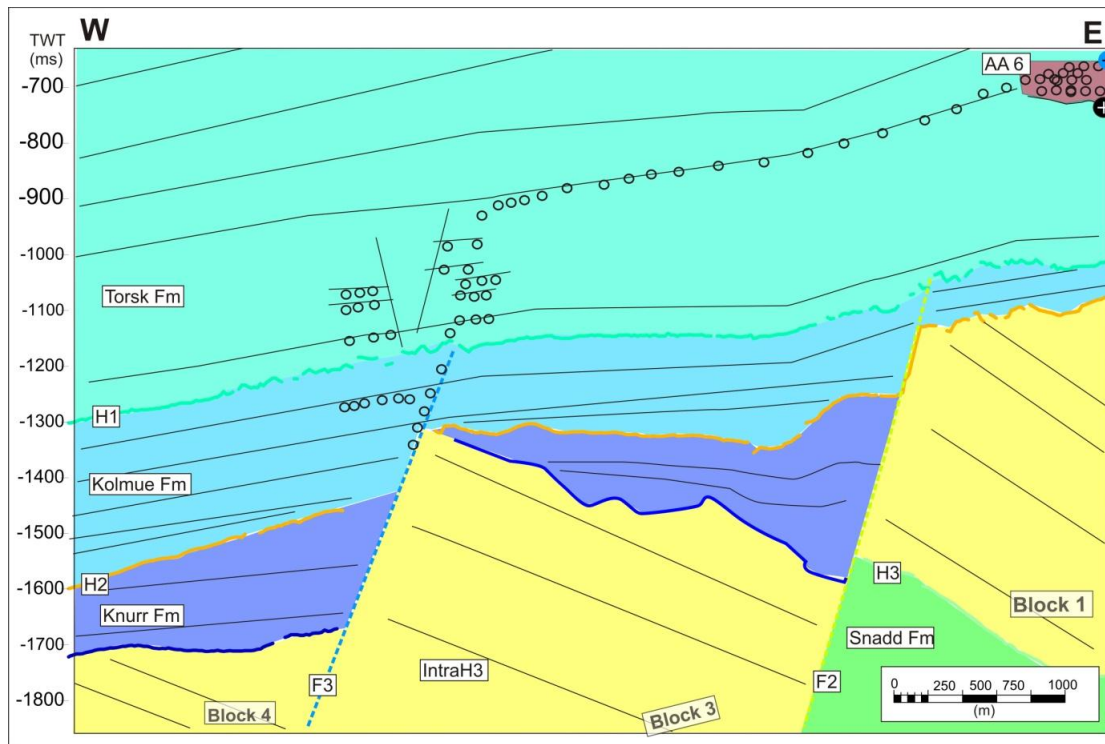 W
E
TWT
(ms)
AA 6
-700
-800
-900
-1000
Torsk Fm
-1100
-1200
H1
-1300
Kolmue Fm
-1400
-1500
H2
-1600
H3
Knurr Fm
Block 1
-1700
Snadd Fm
F3
IntraH3
F2
0 250 500 750 1000
(m)
-1800
Block 4
Block 3